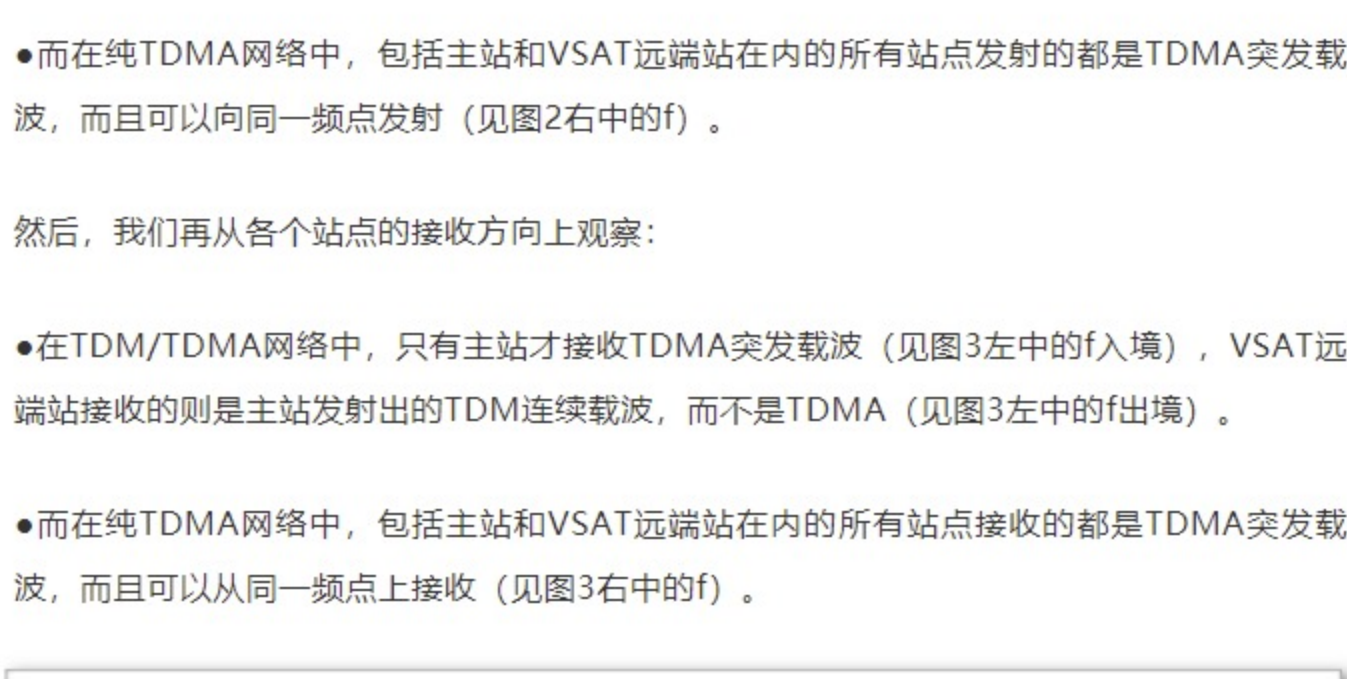 ●而在纯TDMA网络中，包括主站和VSAT远端站在内的所有站点发射的都是TDMA突发载
波，而且可以向同一频点发射（见图2右中的f）。
然后，我们再从各个站点的接收方向上观察：
●在TDM/TDMA网络中，只有主站才接收TDMA突发载波（见图3左中的f入境），VSAT远
端站接收的则是主站发射出的TDM连续载波，而不是TDMA（见图3左中的f出境）。
●而在纯TDMA网络中，包括主站和VSAT远端站在内的所有站点接收的都是TDMA突发载
波，而且可以从同一频点上接收（见图3右中的f）。